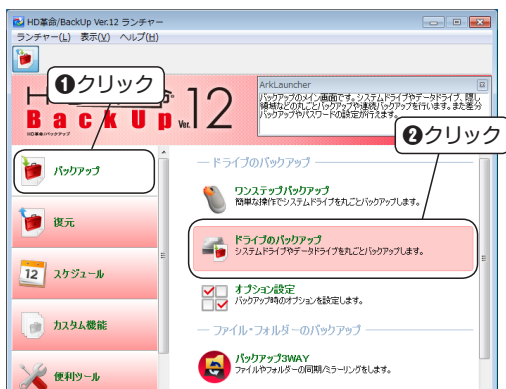 HD革命/BackUp Ver.12 ランチャー
ランチャー(L) 表示(V) ヘルプ(H)
❶クリック
BackUp Ver.12
HD革命/バックアップ
ArkLauncher
バックアップのメイン画面です。システムドライブやデータドライブ、隠し
領域などの丸ごとバックアップや連続バックアップを行います。また差分
バックアップやパスワードの設定が行えます。
❷クリック
バックアップ
復元
12 スケジュール
カスタム機能
便利ツール
ドライブのバックアップ
ワンステップバックアップ
簡単な操作でシステムドライブを丸ごとバックアップします。
ドライブのバックアップ
システムドライブやデータドライブを丸ごとバックアップします。
オプション設定
バックアップ時のオプションを設定します。
ファイル・フォルダーのバックアップ
バックアップ3WAY
ファイルやフォルダーの同期/ミラーリングをします。